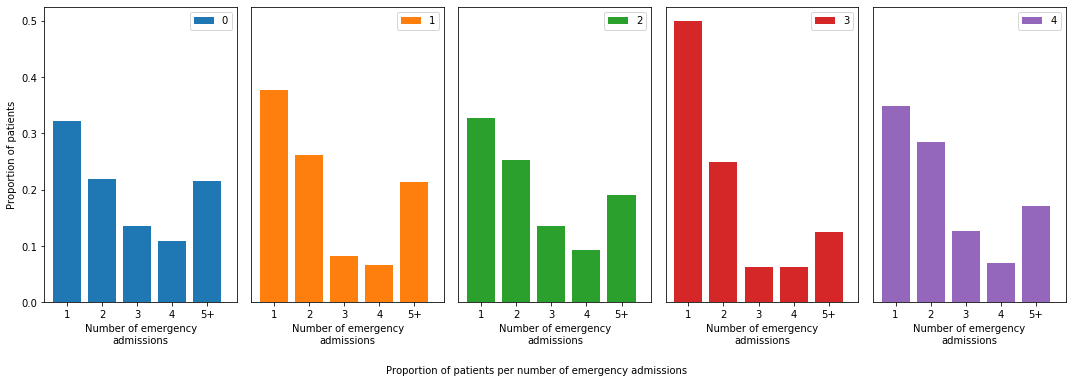 0
1
2
3
4
0.5
0.4
0.3
0.2
0.1
0.0
Proportion of patients
1 2 3 4 5+
1 2 3 4 5+
1 2 3 4 5+
1 2 3 4 5+
1 2 3 4 5+
Number of emergency
admissions
Number of emergency
admissions
Number of emergency
admissions
Number of emergency
admissions
Number of emergency
admissions
Proportion of patients per number of emergency admissions